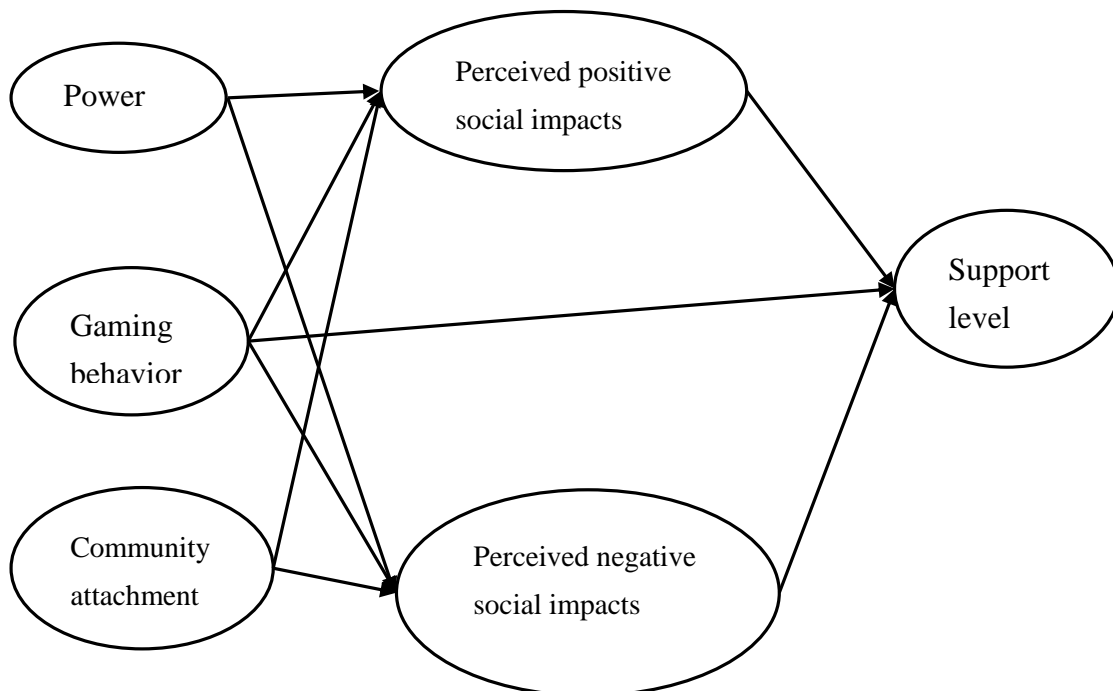 Power
Perceived positive
social impacts
Gaming
behavior
Support
level
Community
attachment
Perceived negative
social impacts